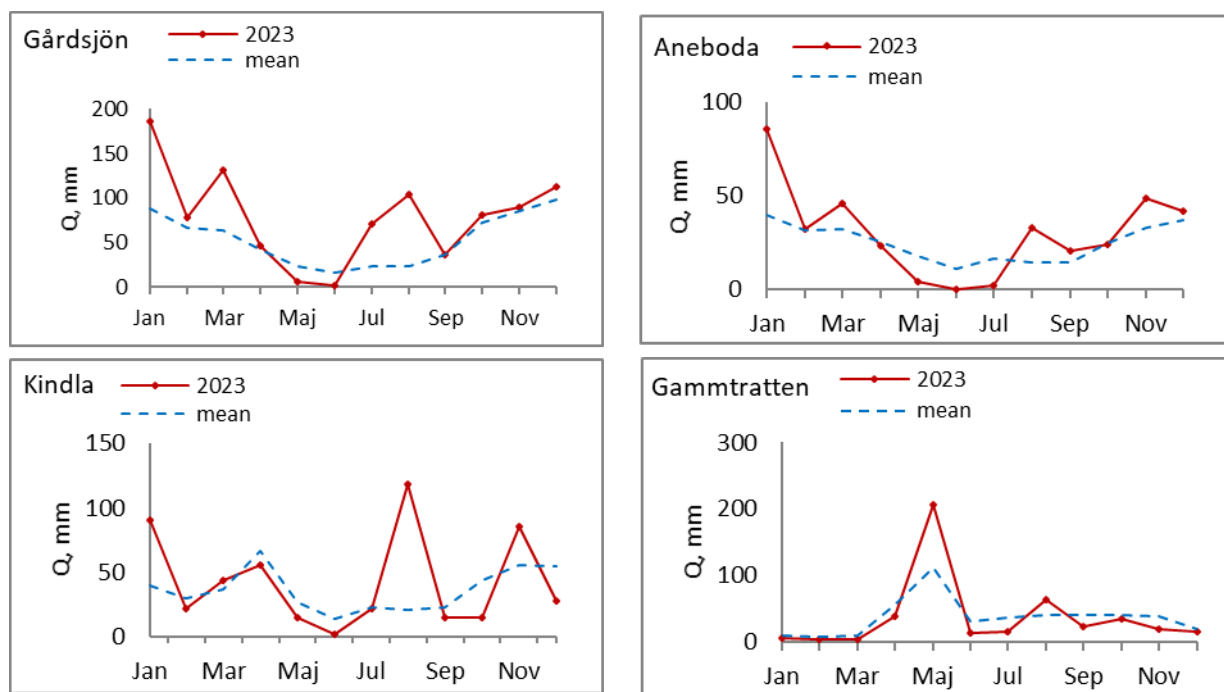 Gårdsjön
2023
mean
Q, mm
200
150
100
50
0
Jan Mar Maj Jul Sep Nov
Aneboda
2023
mean
Q, mm
100
50
0
Jan Mar Maj Jul Sep Nov
Kindla
2023
mean
Q, mm
150
100
50
0
Jan Mar Maj Jul Sep Nov
Gammtratten
2023
mean
Q, mm
300
200
100
0
Jan Mar Maj Jul Sep Nov